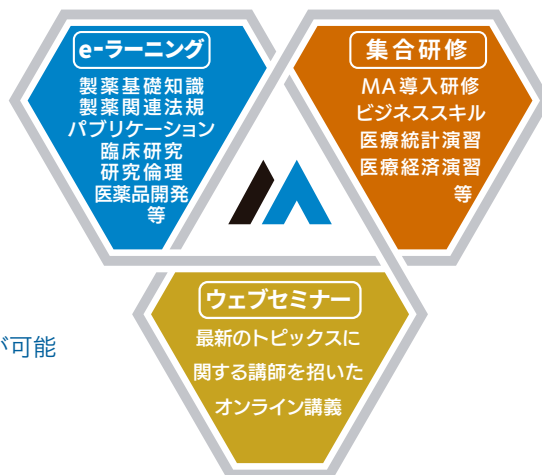 e-ラーニング
製薬基礎知識
製薬関連法規
パブリケーション
臨床研究
研究倫理
医薬品開発
等
集合研修
MA導入研修
ビジネススキル
医療統計演習
医療経済演習
等
ウェブセミナー
最新のトピックスに
関する講師を招いた
オンライン講義
が可能